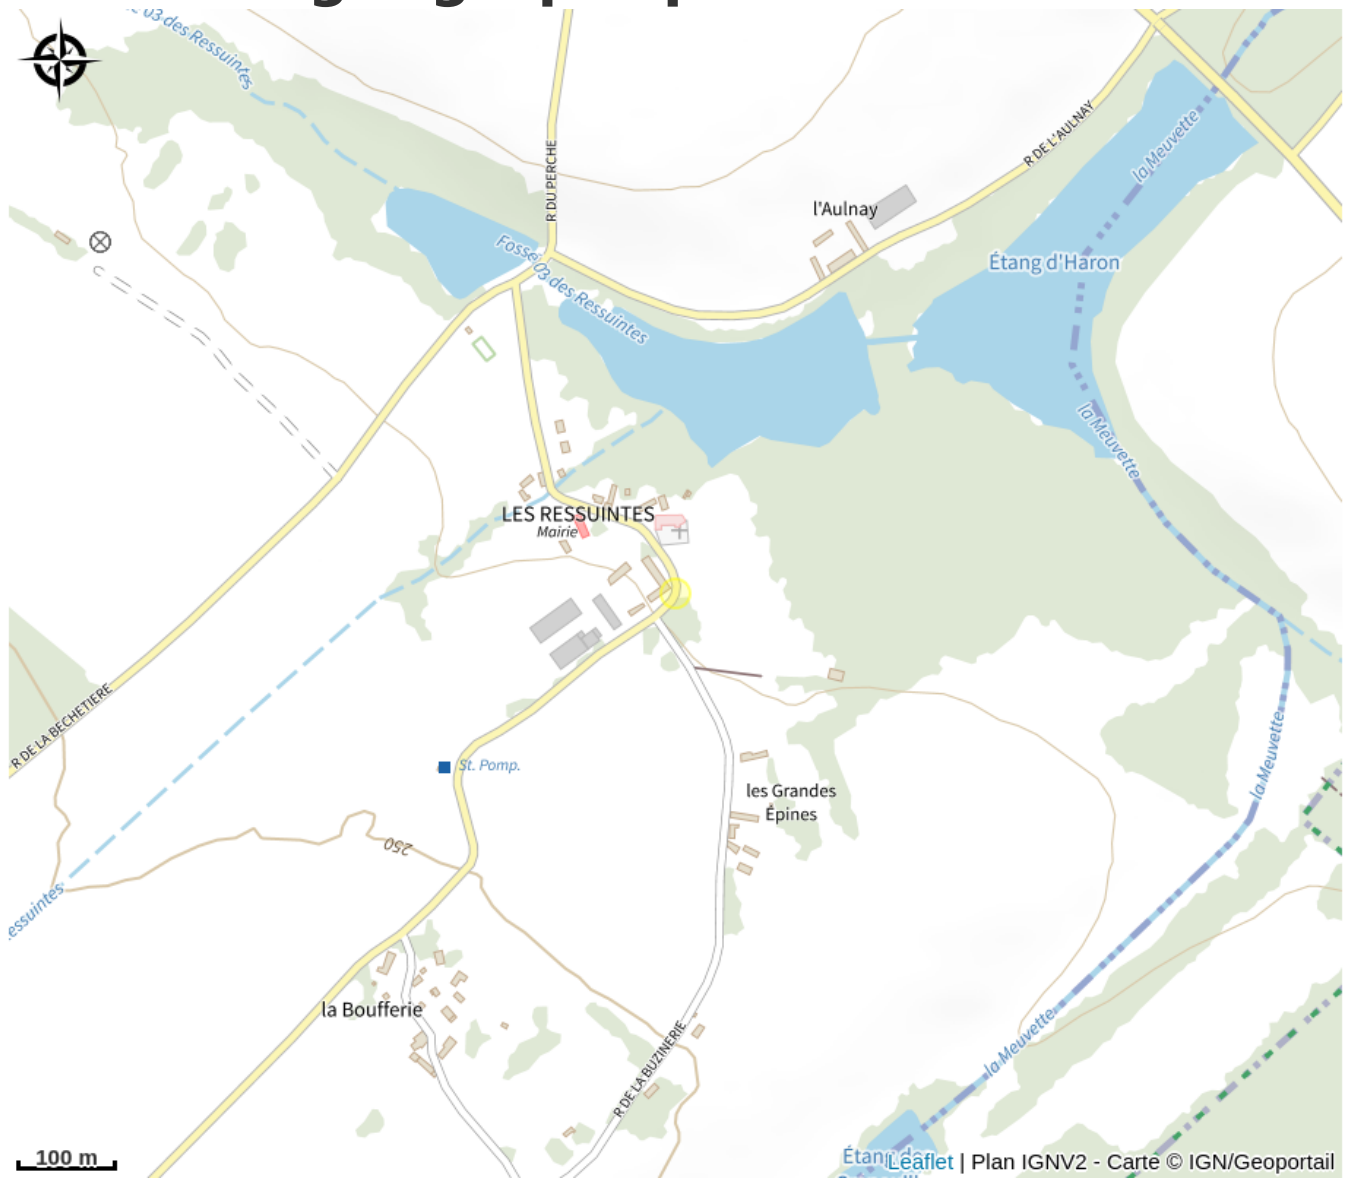 des Ressuintes
R DU PERCHE
R DE L'AULNAY
la Meuvette
l'Aulnay
Étang d'Haron
Fossé 03 des Ressuintes
la Meuvette
LES RESSUINTES
Mairie
R DE LA BECHETIERE
la Meuvette
St. Pomp.
les Grandes
Épines
250
essuintes
la Boufferie
la Meuvette
R DE LA BUZINERIE
100 m
Étang de
Leaflet | Plan IGNV2 - Carte © IGN/Geoportail